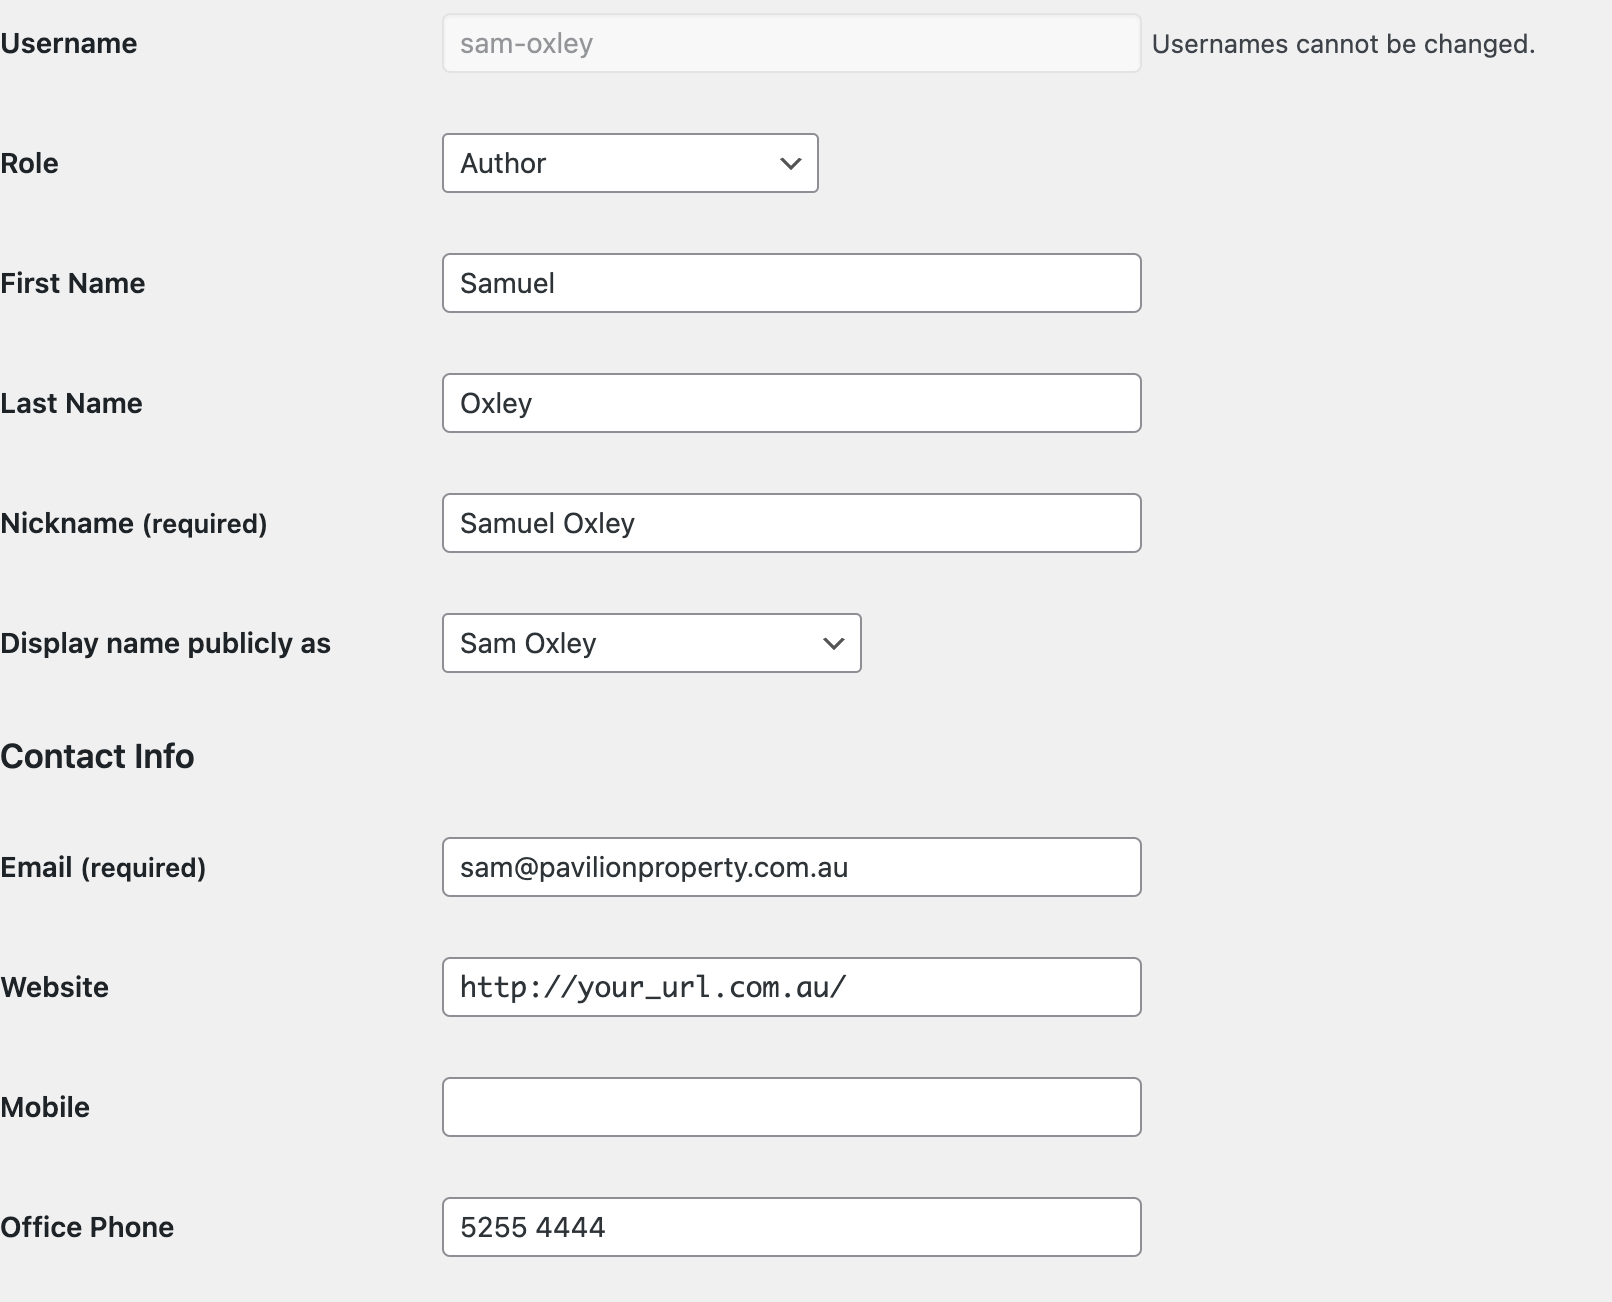 Username sam-oxley Usernames cannot be changed.
Role Author
First Name Samuel
Last Name Oxley
Nickname (required) Samuel Oxley
Display name publicly as Sam Oxley
Contact Info
Email (required) sam@pavilionproperty.com.au
Website http://your_url.com.au/
Mobile
Office Phone 5255 4444